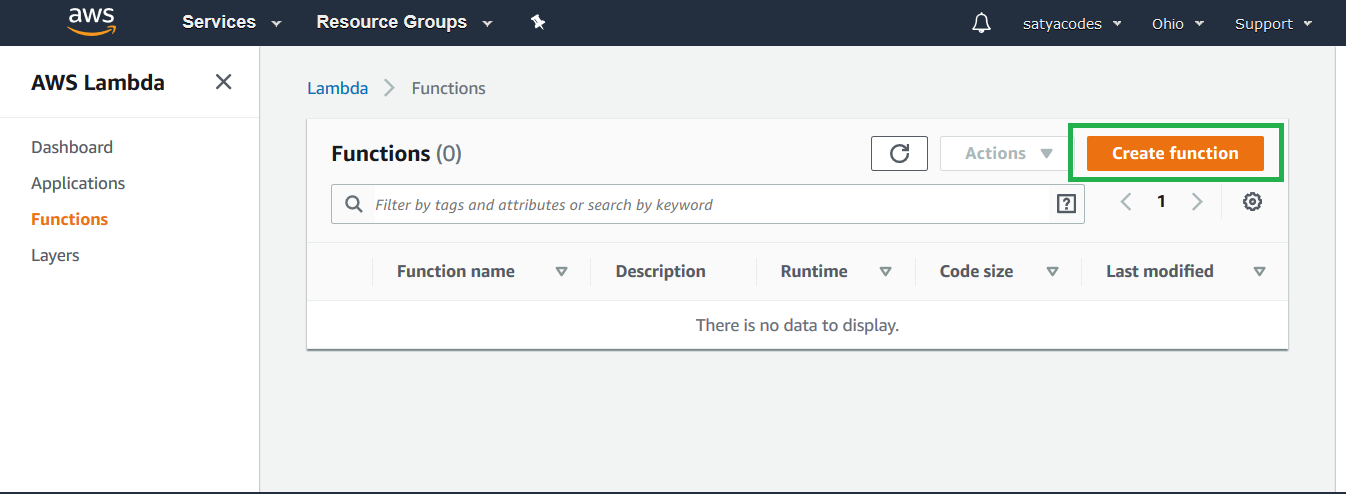 aws Services Resource Groups satyacodes Ohio Support
AWS Lambda
Dashboard
Applications
Functions
Layers
Lambda Functions
Functions (0) Actions Create function
Filter by tags and attributes or search by keyword ? 1
Function name Description Runtime Code size Last modified
There is no data to display.